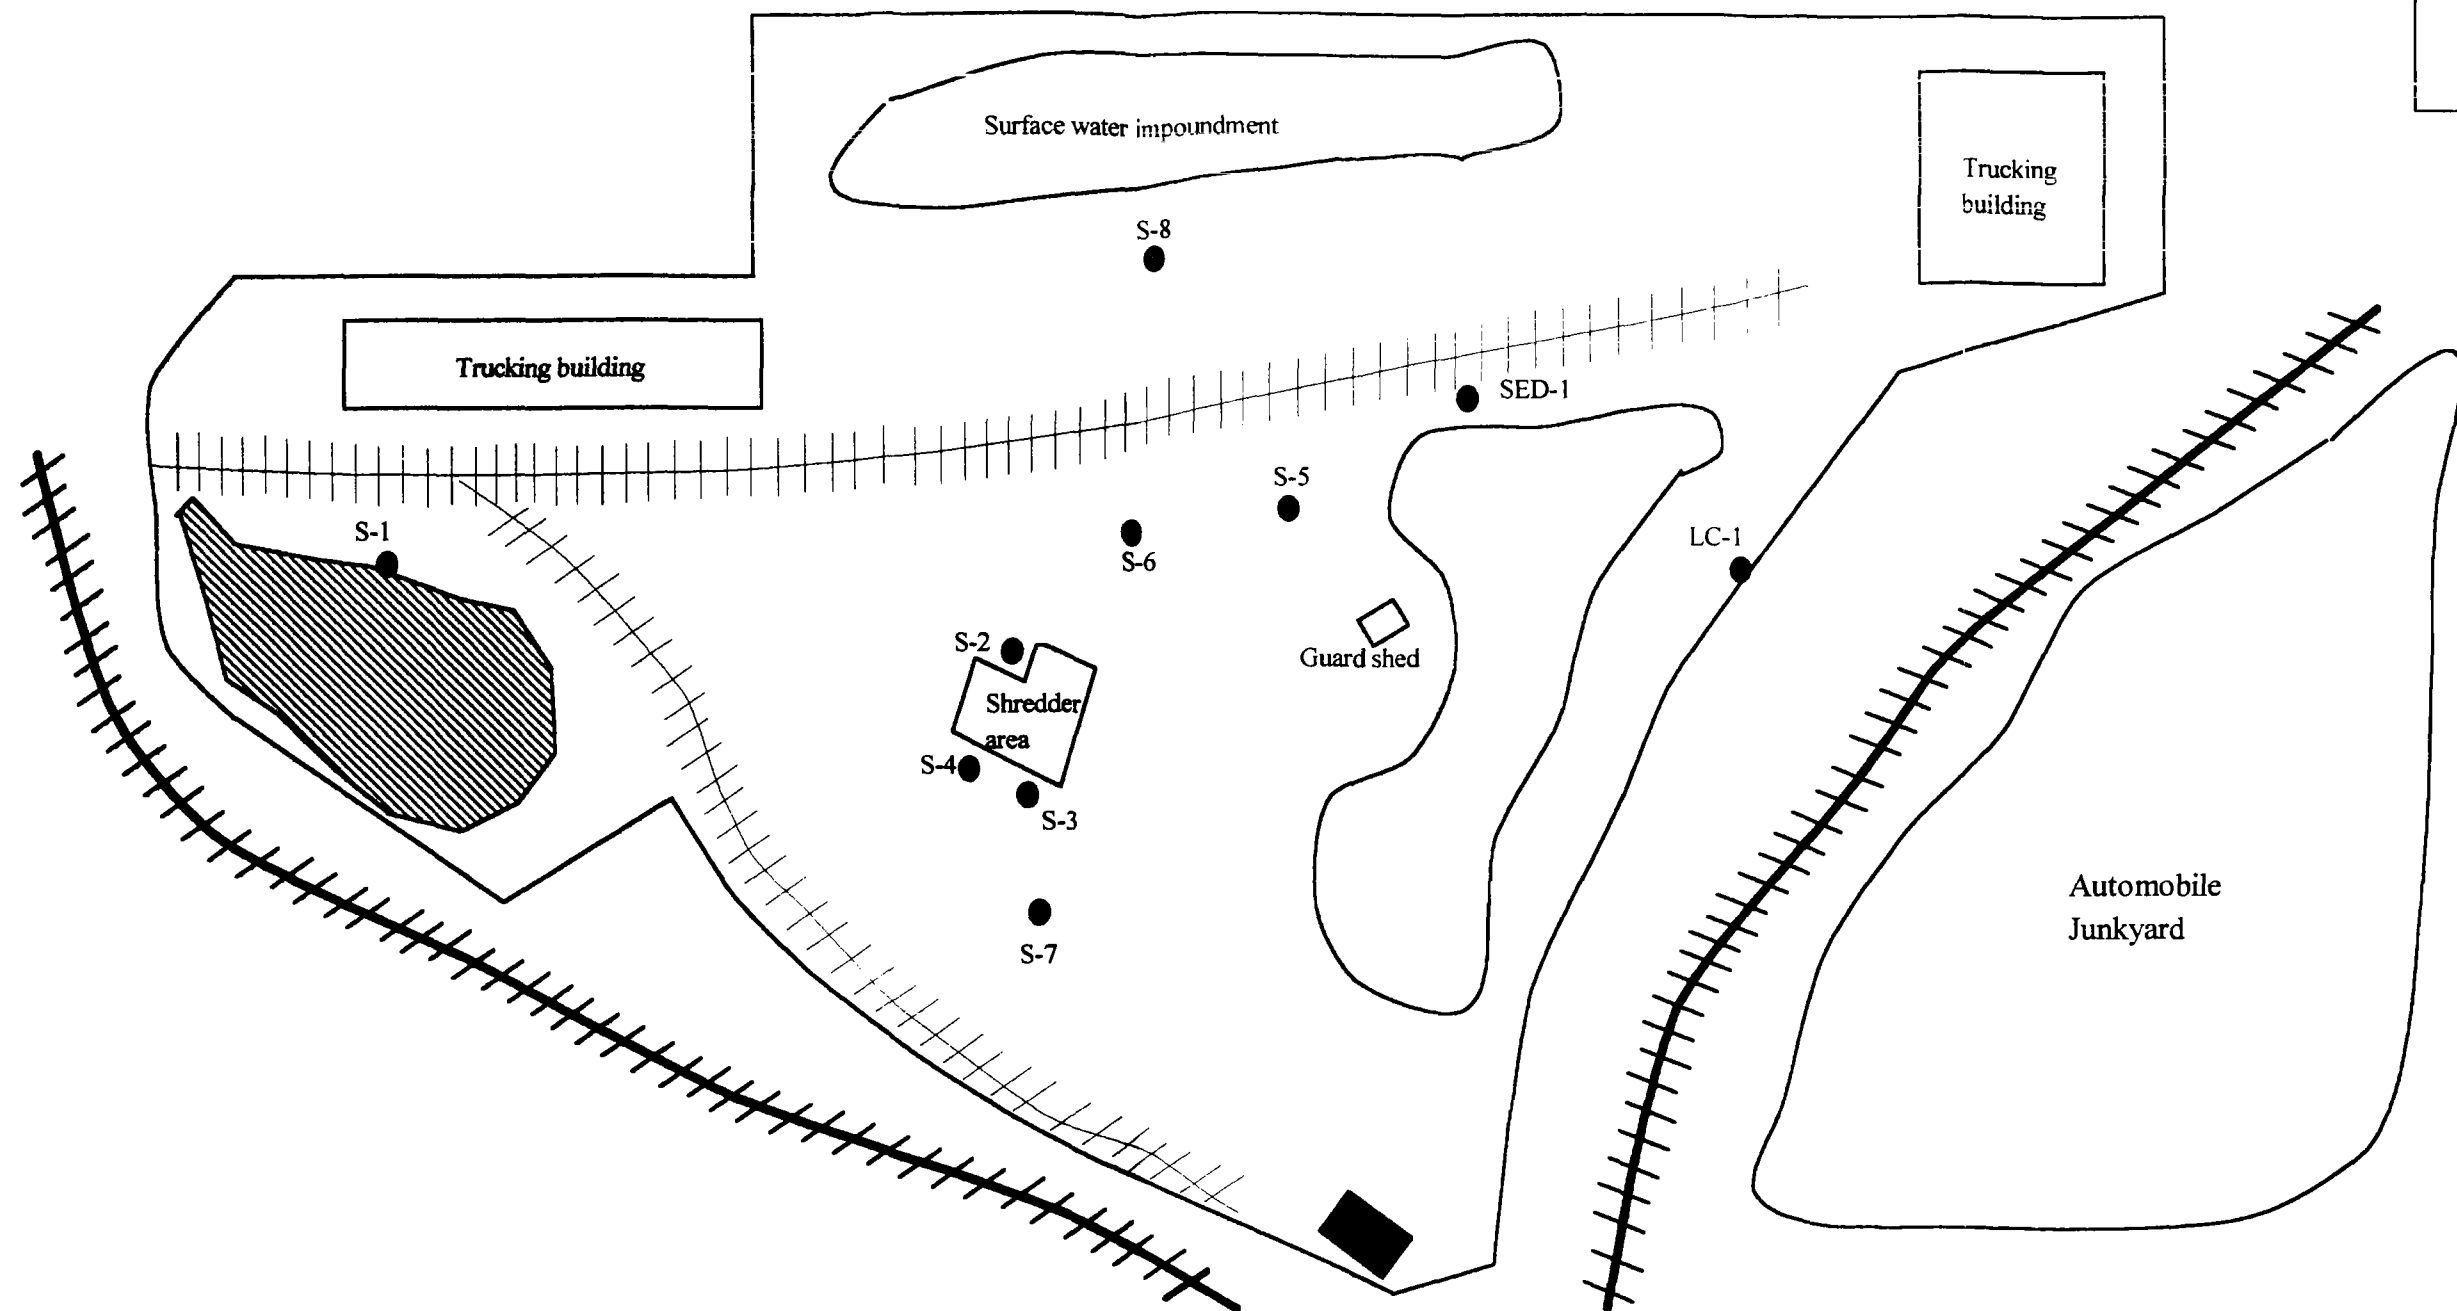 Surface water impoundment
Trucking
building
S-8
Trucking building
SED-1
S-5
S-1
LC-1
S-6
S-2
Guard shed
Shredder
area
S-4
S-3
Automobile
Junkyard
S-7